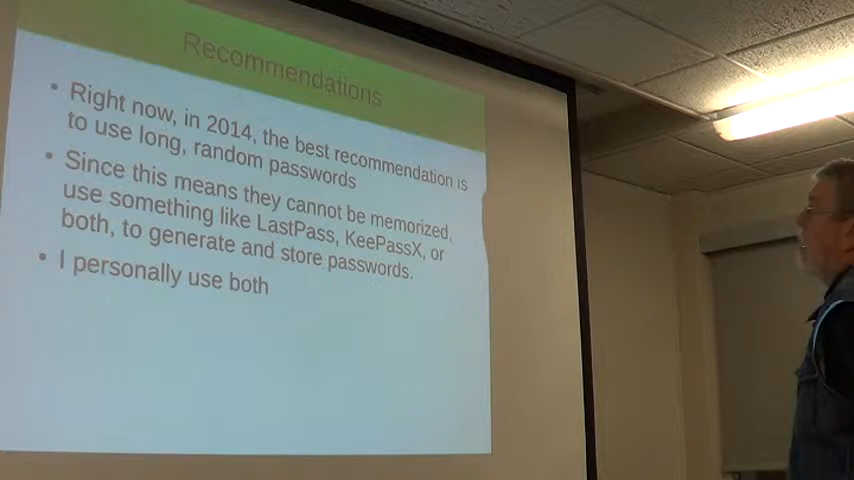 Recommendations
• Right now, in 2014, the best recommendation is
to use long, random passwords
• Since this means they cannot be memorized,
use something like LastPass, KeePassX, or
both, to generate and store passwords.
• I personally use both